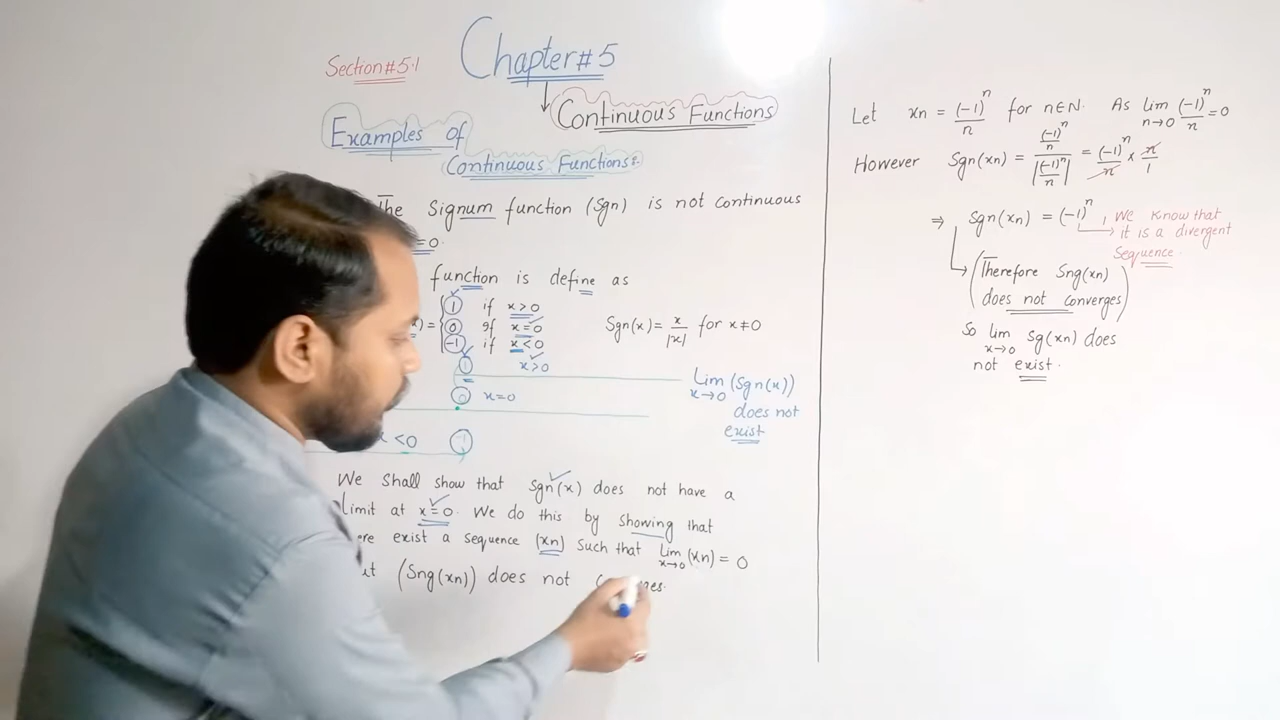 Section#5.1
Chapter#5
Continuous Functions
Examples of
Continuous Functions:
The Signum function (Sgn) is not continuous
=0.
function is define as
1 if x>0
) = 0 if x=0 Sgn(x) = x/|x| for x≠0
-1 if x<0
1 x>0
0 x=0
<0 -1
Lim (Sgn(x))
x→0
does not
exist
We Shall show that Sgn(x) does not have a
Limit at x=0. We do this by showing that
exist a sequence (xn) Such that lim (xn) = 0
x→0
(Sng(xn)) does not
Let xn = (-1)^n/n for n∈N. As lim (-1)^n/n = 0
n→0
However Sgn(xn) = ((-1)^n/n)/|(-1)^n/n| = (-1)^n/n × n/1
⇒ Sgn(xn) = (-1)^n, We Know that
it is a divergent
Sequence.
(Therefore Sng(xn)
does not converges)
So lim Sg(xn) does
x→0
not exist.